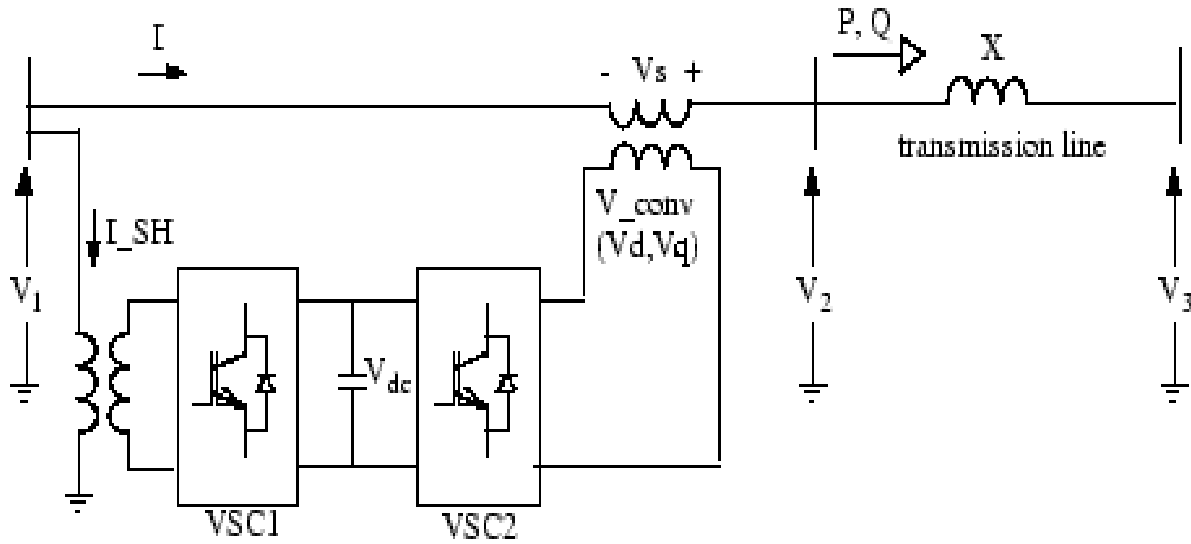 I
- Vs +
P, Q
X
transmission line
V_conv
(Vd,Vq)
I_SH
V1
V2
V3
Vdc
VSC1
VSC2